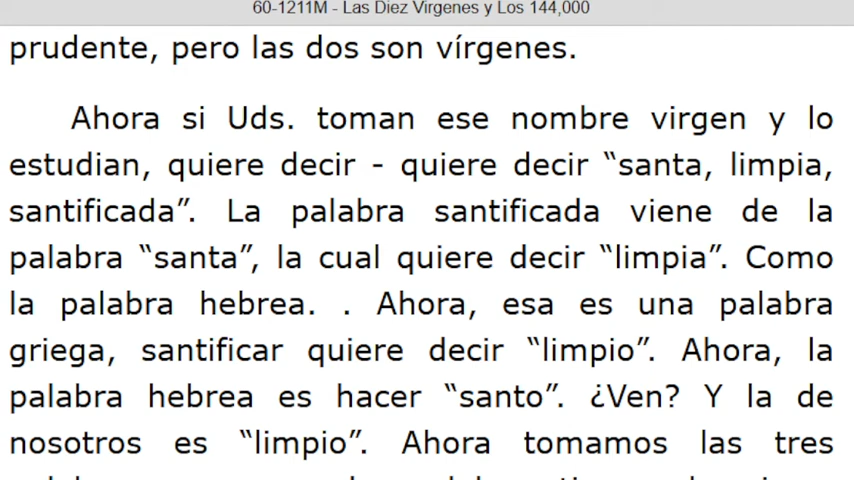 60-1211M - Las Diez Virgenes y Los 144,000
prudente, pero las dos son vírgenes.
Ahora si Uds. toman ese nombre virgen y lo
estudian, quiere decir - quiere decir “santa, limpia,
santificada”. La palabra santificada viene de la
palabra “santa”, la cual quiere decir “limpia”. Como
la palabra hebrea. . Ahora, esa es una palabra
griega, santificar quiere decir “limpio”. Ahora, la
palabra hebrea es hacer “santo”. ¿Ven? Y la de
nosotros es “limpio”. Ahora tomamos las tres